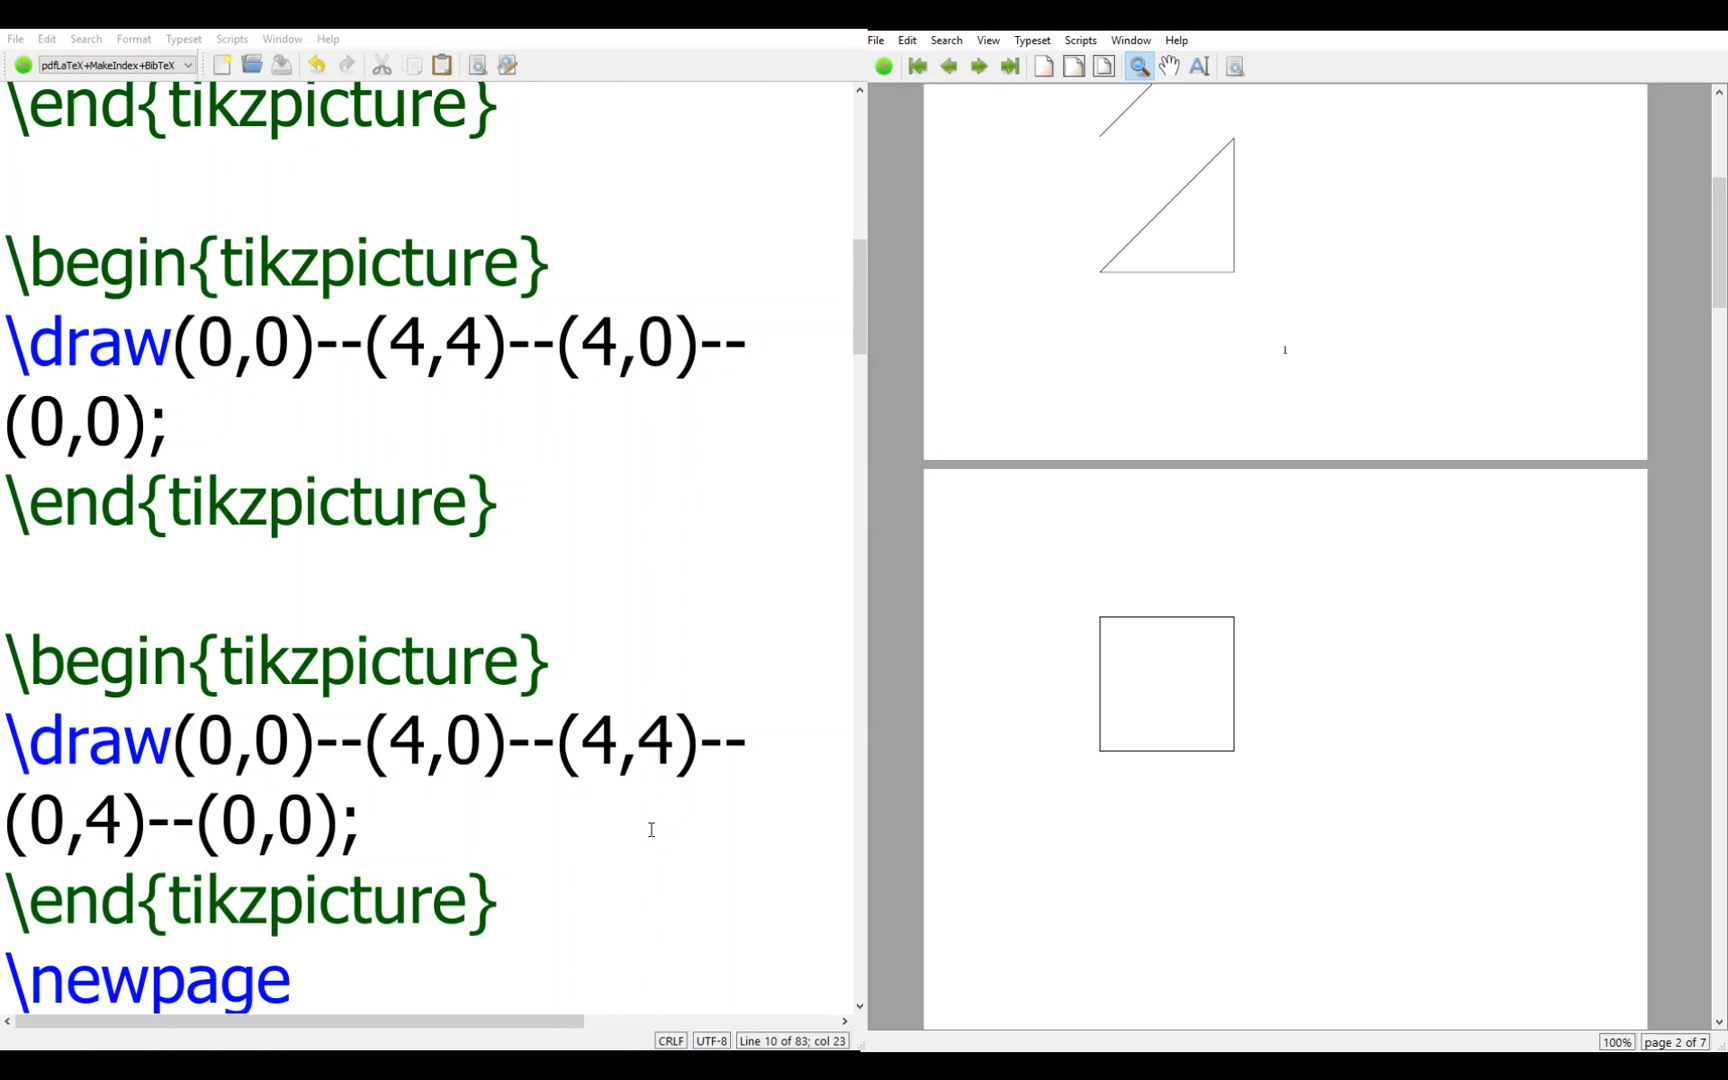 File Edit Search Format Typeset Scripts Window Help
pdfLaTeX+MakeIndex+BibTeX
\end{tikzpicture}
\begin{tikzpicture}
\draw(0,0)--(4,4)--(4,0)--
(0,0);
\end{tikzpicture}
\begin{tikzpicture}
\draw(0,0)--(4,0)--(4,4)--
(0,4)--(0,0);
\end{tikzpicture}
\newpage
CRLF UTF-8 Line 10 of 83; col 23
File Edit Search View Typeset Scripts Window Help
1
100% page 2 of 7